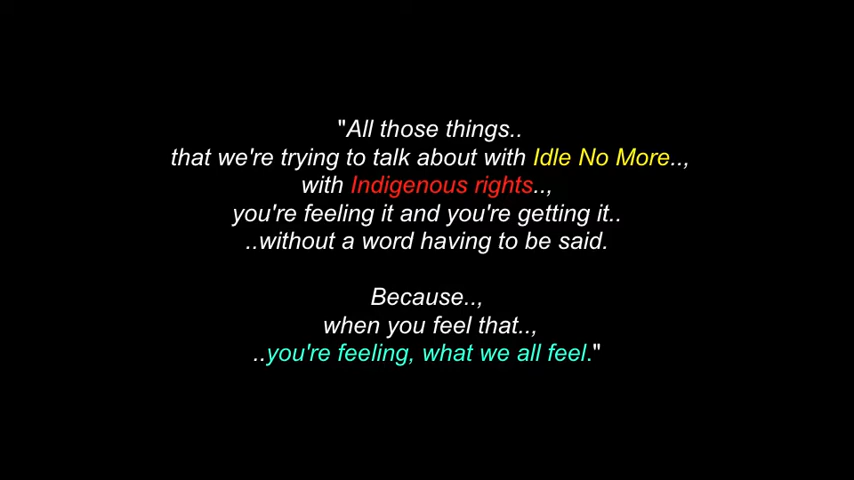 "All those things..
that we're trying to talk about with Idle No More..,
with Indigenous rights..,
you're feeling it and you're getting it..
..without a word having to be said.
Because..,
when you feel that..,
..you're feeling, what we all feel."